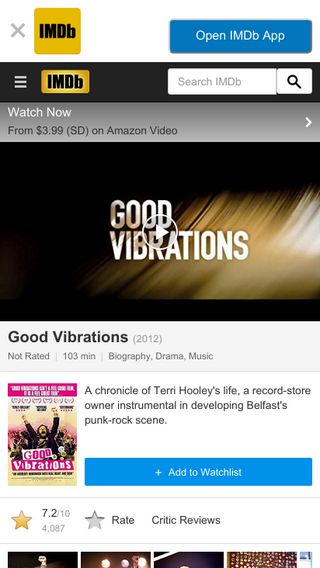 IMDb
Open IMDb App
IMDb
Search IMDb
Watch Now
From $3.99 (SD) on Amazon Video
GOOD
VIBRATIONS
Good Vibrations (2012)
Not Rated | 103 min | Biography, Drama, Music
GOOD
VIBRATIONS
A chronicle of Terri Hooley's life, a record-store
owner instrumental in developing Belfast's
punk-rock scene.
+ Add to Watchlist
7.2/10
4,087
Rate
Critic Reviews